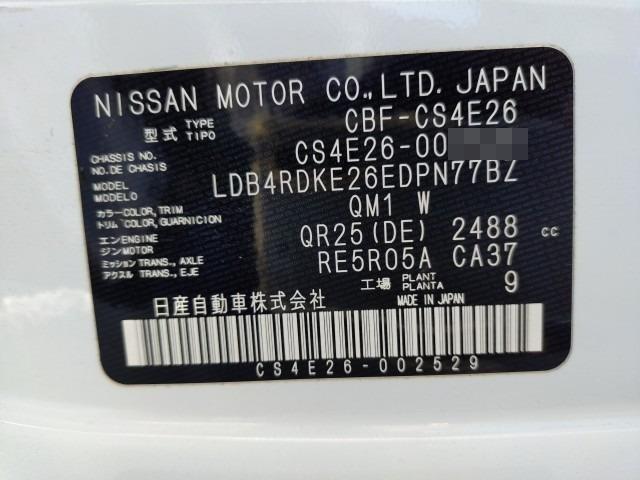 NISSAN MOTOR CO.,LTD. JAPAN
型式 TYPE TIPO CBF-CS4E26
CHASSIS NO. NO. DE CHASIS CS4E26-00
MODEL MODELO LDB4RDKE26EDPN77BZ
カラー COLOR, TRIM トリム COLOR, GUARNICION QM1 W
エンジン ENGINE MOTOR QR25(DE) 2488 cc
ミッション TRANS., AXLE アクスル TRANS., EJE RE5R05A CA37
工場 PLANT PLANTA 9
日産自動車株式会社 MADE IN JAPAN
CS4E26-002529